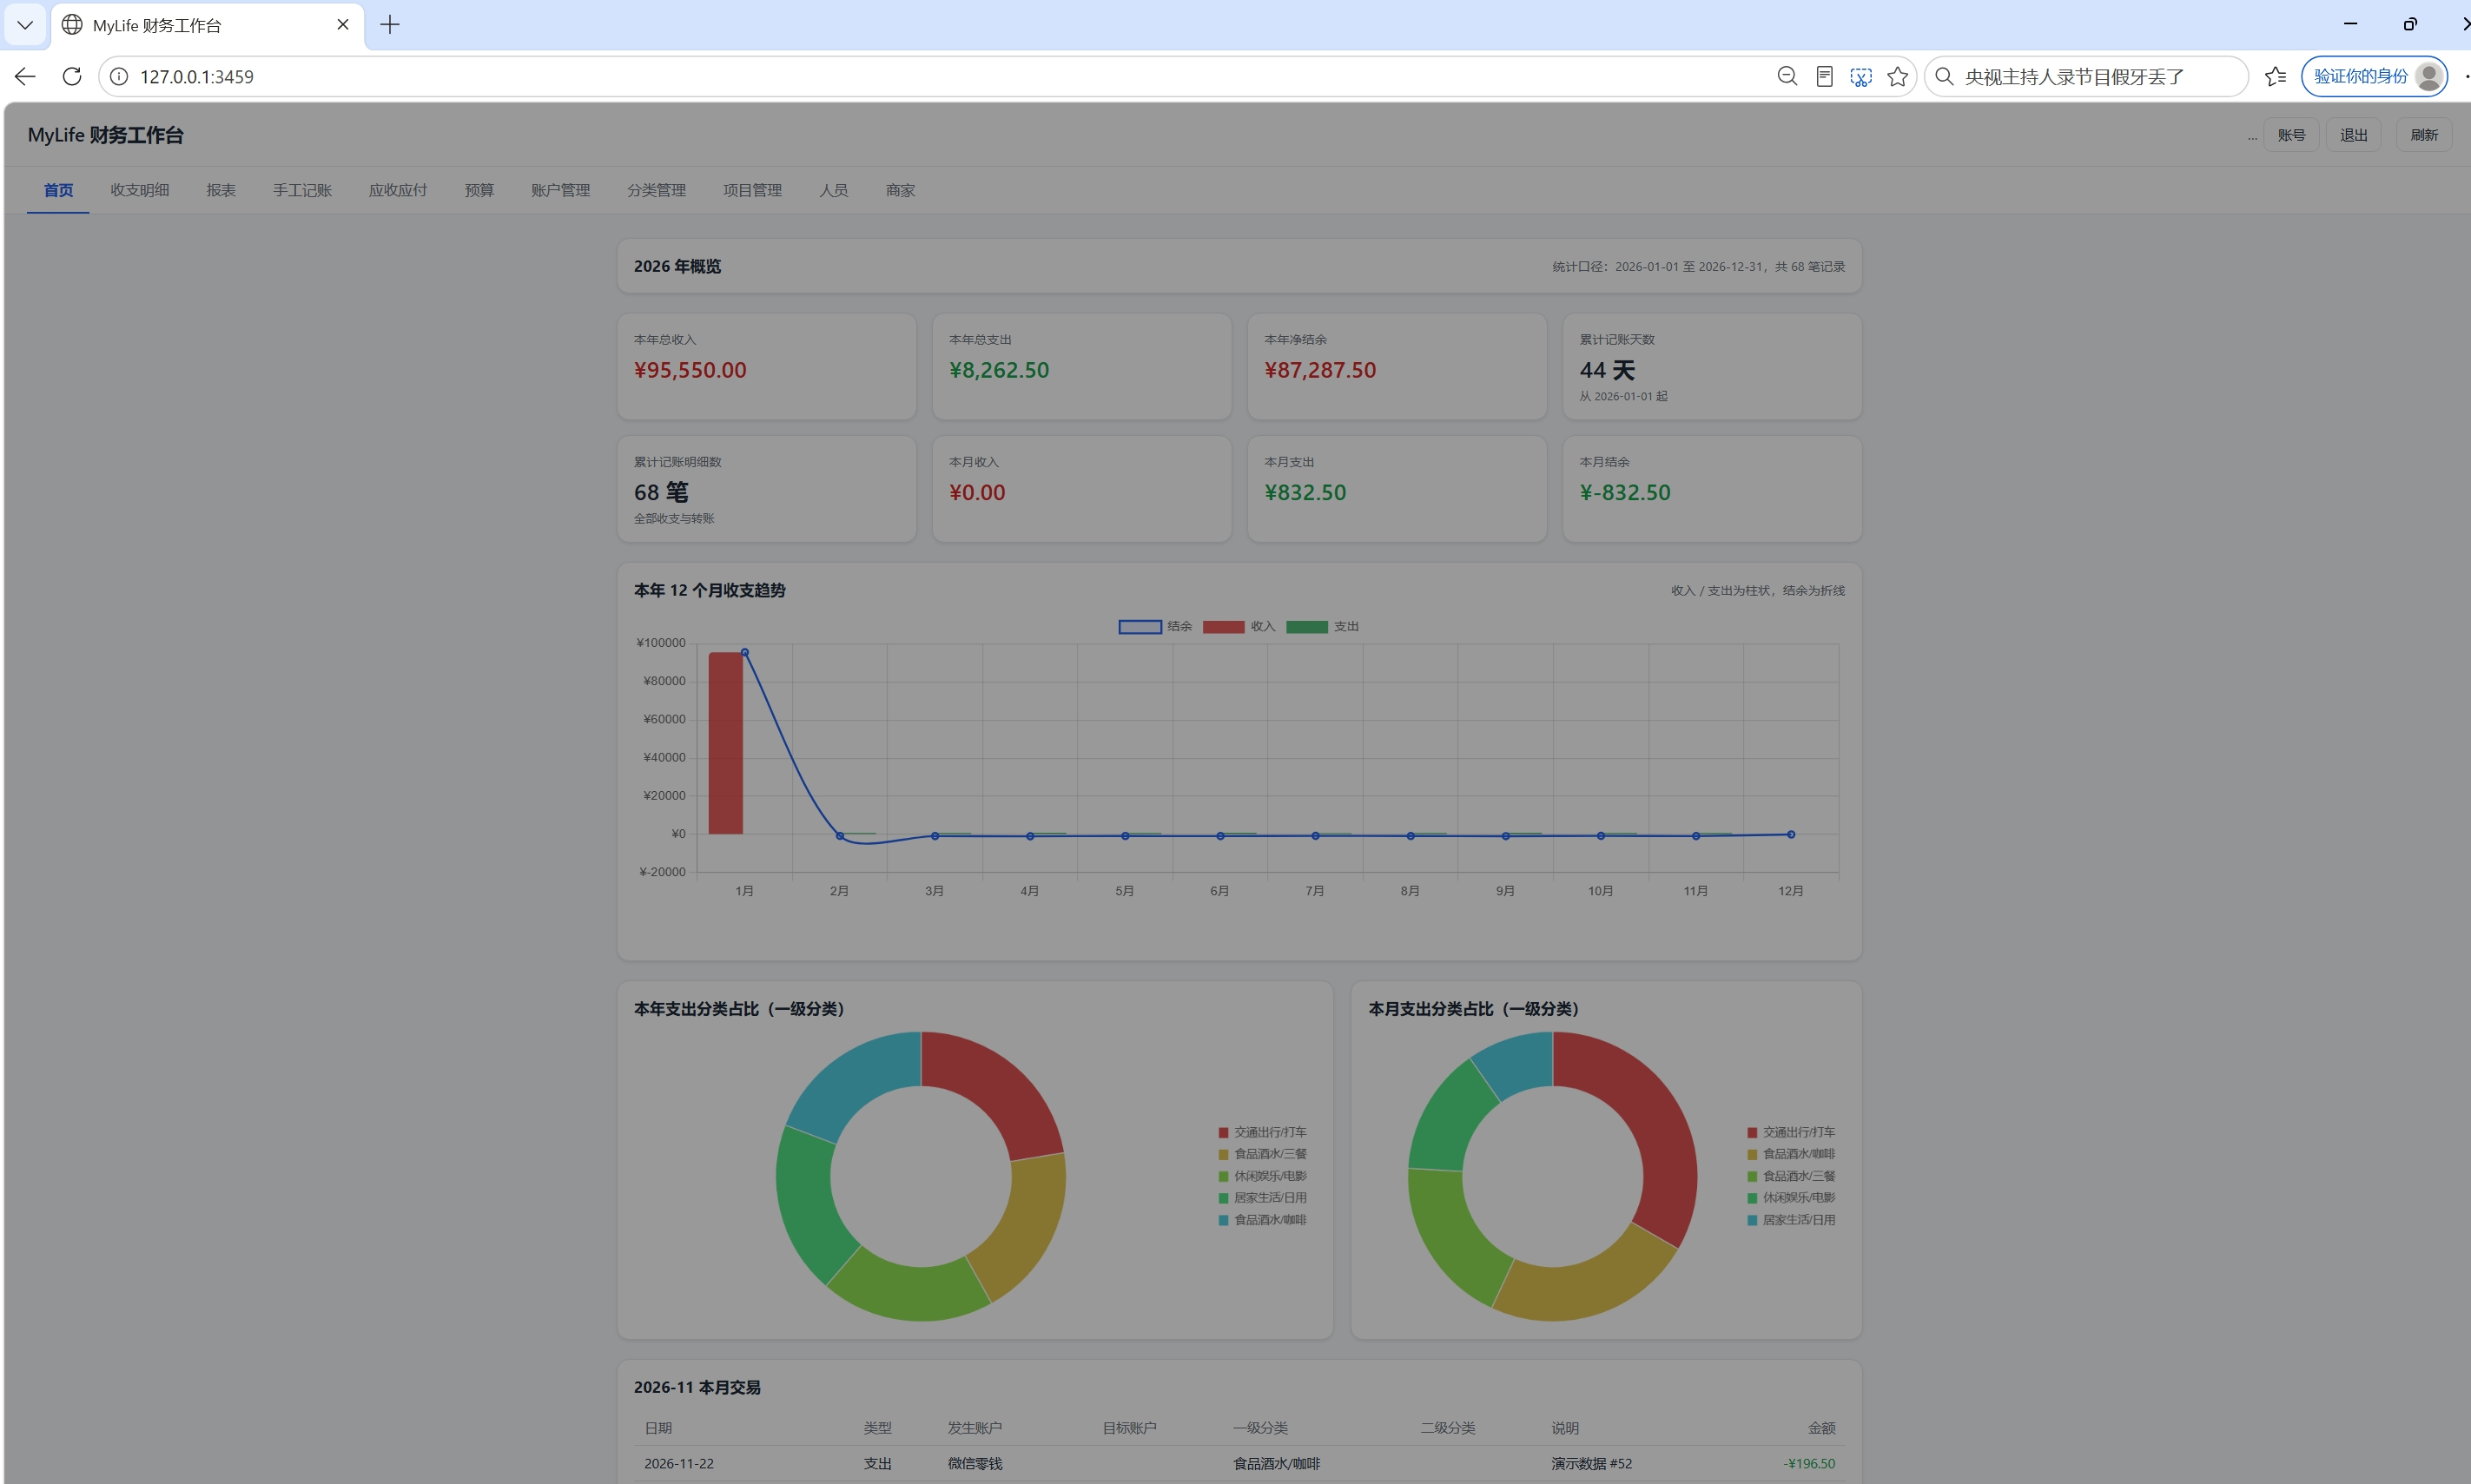 MyLife 财务工作台
127.0.0.1:3459
央视主持人录节目假牙丢了
验证你的身份
MyLife 财务工作台
... 账号 退出 刷新
首页 收支明细 报表 手工记账 应收应付 预算 账户管理 分类管理 项目管理 人员 商家
2026 年概览
统计口径：2026-01-01 至 2026-12-31，共 68 笔记录
本年总收入
¥95,550.00
本年总支出
¥8,262.50
本年净结余
¥87,287.50
累计记账天数
44 天
从 2026-01-01 起
累计记账明细数
68 笔
全部收支与转账
本月收入
¥0.00
本月支出
¥832.50
本月结余
¥-832.50
本年 12 个月收支趋势
收入 / 支出为柱状，结余为折线
结余 收入 支出
¥100000
¥80000
¥60000
¥40000
¥20000
¥0
¥-20000
1月 2月 3月 4月 5月 6月 7月 8月 9月 10月 11月 12月
本年支出分类占比（一级分类）
交通出行/打车
食品酒水/三餐
休闲娱乐/电影
居家生活/日用
食品酒水/咖啡
本月支出分类占比（一级分类）
交通出行/打车
食品酒水/咖啡
食品酒水/三餐
休闲娱乐/电影
居家生活/日用
2026-11 本月交易
日期 类型 发生账户 目标账户 一级分类 二级分类 说明 金额
2026-11-22 支出 微信零钱 食品酒水/咖啡 演示数据 #52 -¥196.50